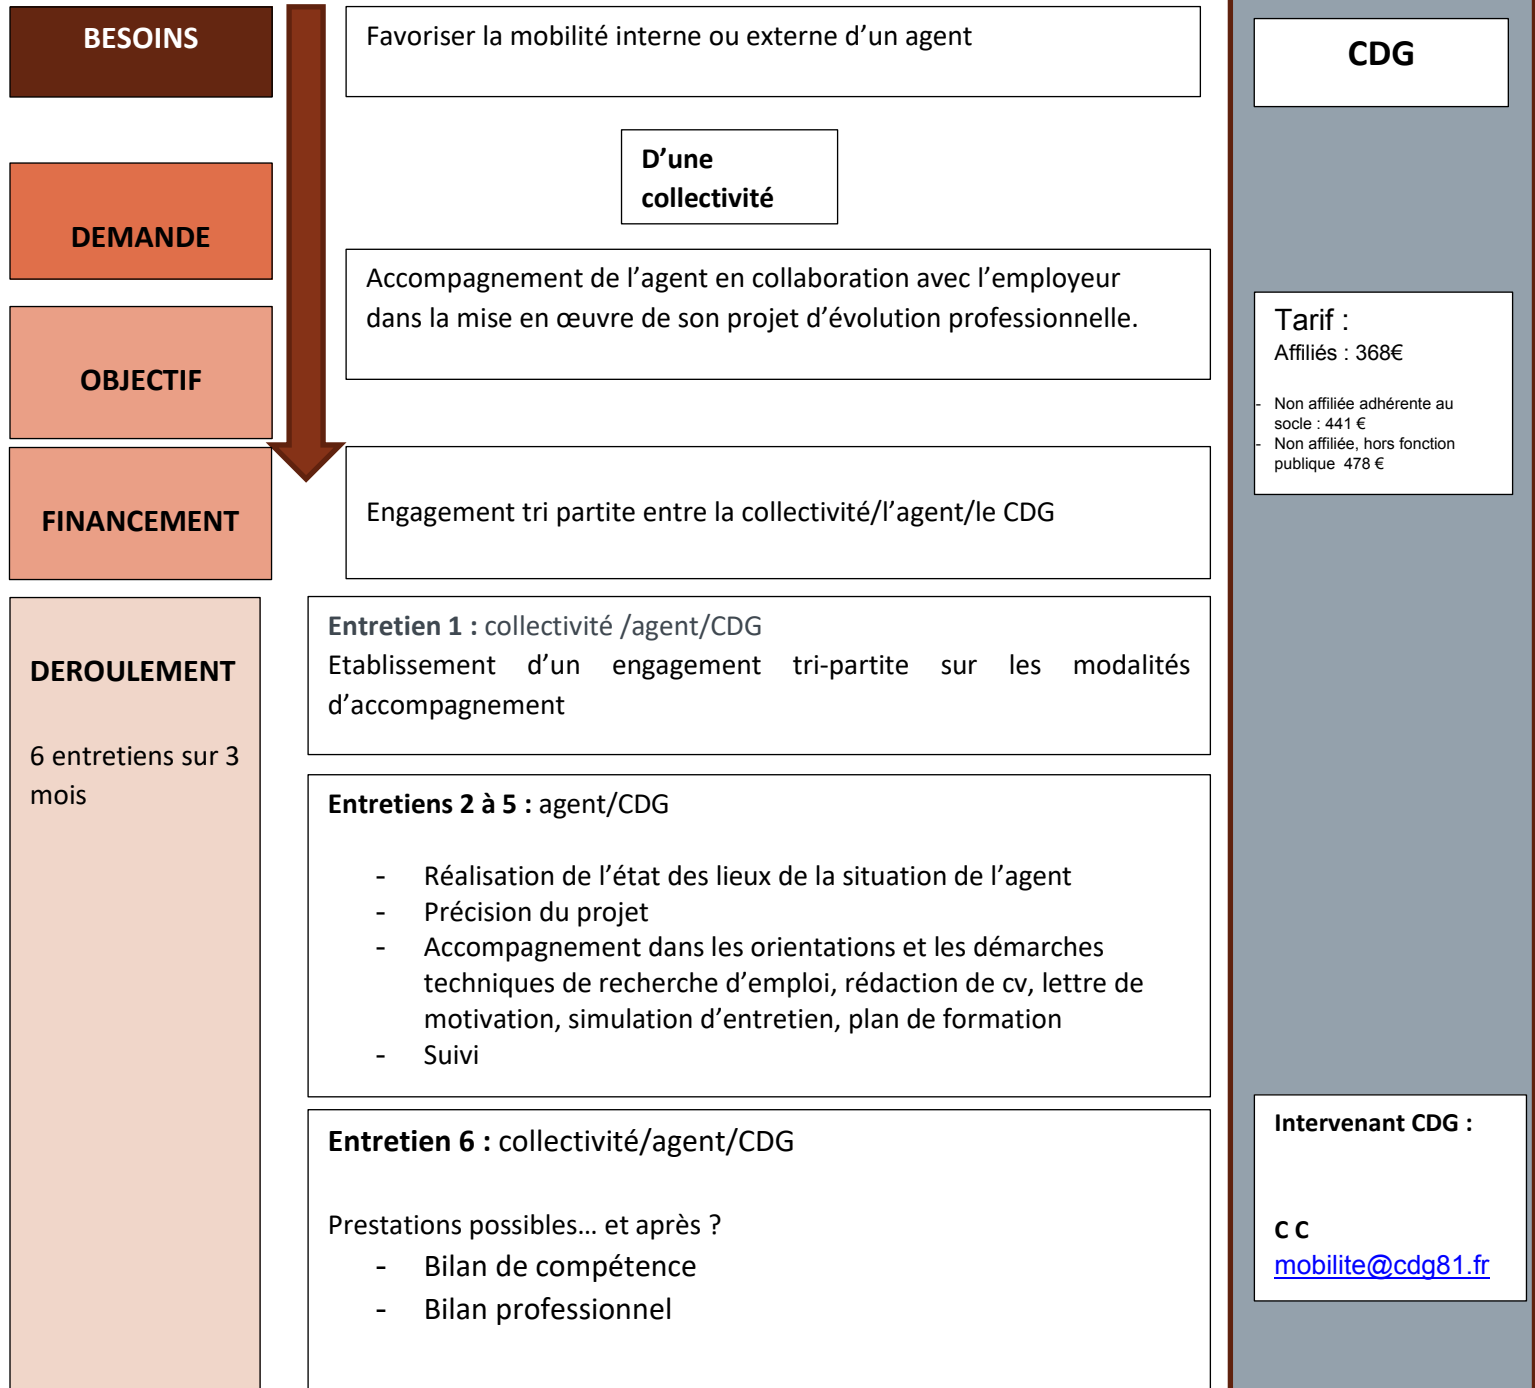 BESOINS
Favoriser la mobilité interne ou externe d’un agent
CDG
D’une
collectivité
DEMANDE
Accompagnement de l’agent en collaboration avec l’employeur
dans la mise en œuvre de son projet d’évolution professionnelle.
OBJECTIF
Tarif :
Affiliés : 368€
- Non affiliée adhérente au
socle : 441 €
- Non affiliée, hors fonction
publique 478 €
FINANCEMENT
Engagement tri partite entre la collectivité/l’agent/le CDG
DEROULEMENT
6 entretiens sur 3
mois
Entretien 1 : collectivité /agent/CDG
Etablissement d’un engagement tri-partite sur les modalités
d’accompagnement
Entretiens 2 à 5 : agent/CDG
- Réalisation de l’état des lieux de la situation de l’agent
- Précision du projet
- Accompagnement dans les orientations et les démarches
techniques de recherche d’emploi, rédaction de cv, lettre de
motivation, simulation d’entretien, plan de formation
- Suivi
Entretien 6 : collectivité/agent/CDG
Prestations possibles… et après ?
- Bilan de compétence
- Bilan professionnel
Intervenant CDG :
C C
mobilite@cdg81.fr